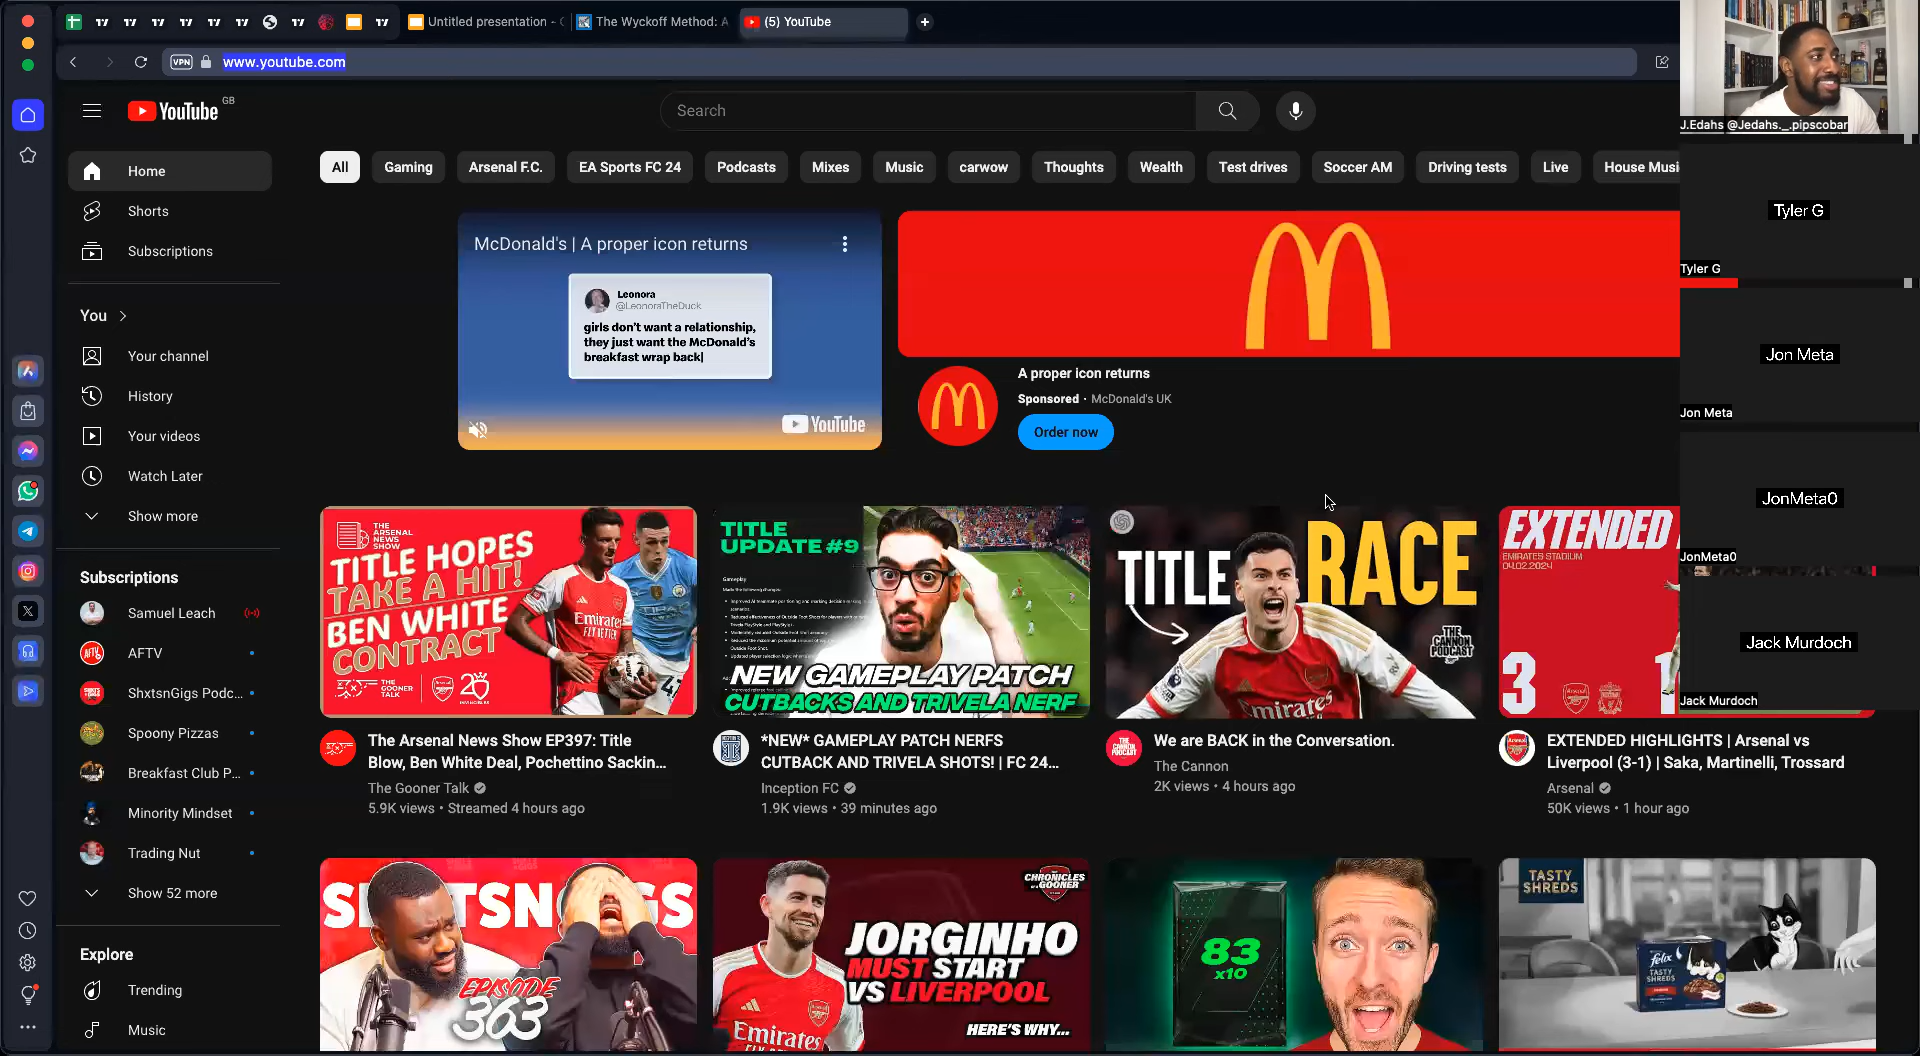 Untitled presentation -
The Wyckoff Method: A
(5) YouTube
VPN
www.youtube.com
YouTube GB
Search
Home
Shorts
Subscriptions
You
Your channel
History
Your videos
Watch Later
Show more
Subscriptions
Samuel Leach
AFTV
ShxtsnGigs Podc...
Spoony Pizzas
Breakfast Club P...
Minority Mindset
Trading Nut
Show 52 more
Explore
Trending
Music
All
Gaming
Arsenal F.C.
EA Sports FC 24
Podcasts
Mixes
Music
carwow
Thoughts
Wealth
Test drives
Soccer AM
Driving tests
Live
House Musi
McDonald's | A proper icon returns
Leonora
@LeonoraTheDuck
girls don't want a relationship,
they just want the McDonald's
breakfast wrap back|
YouTube
A proper icon returns
Sponsored · McDonald's UK
Order now
THE
ARSENAL
NEWS
SHOW
TITLE HOPES
TAKE A HIT!
BEN WHITE
CONTRACT
Emirates
FLY BETTER
THE
GOONER
TALK
The Arsenal News Show EP397: Title
Blow, Ben White Deal, Pochettino Sackin...
The Gooner Talk
5.9K views • Streamed 4 hours ago
TITLE
UPDATE #9
Gameplay
NEW GAMEPLAY PATCH
CUTBACKS AND TRIVELA NERF
*NEW* GAMEPLAY PATCH NERFS
CUTBACK AND TRIVELA SHOTS! | FC 24...
Inception FC
1.9K views • 39 minutes ago
TITLE
RACE
THE
CANNON
PODCAST
Emirates
We are BACK in the Conversation.
The Cannon
2K views • 4 hours ago
EXTENDED
EMIRATES STADIUM
04.02.2024
3
1
EXTENDED HIGHLIGHTS | Arsenal vs
Liverpool (3-1) | Saka, Martinelli, Trossard
Arsenal
50K views • 1 hour ago
EPISODE
363
CHRONICLES
OF A
GOONER
JORGINHO
MUST START
VS LIVERPOOL
HERE'S WHY...
Emirates
83
x10
TASTY
SHREDS
felix
TASTY
SHREDS
J.Edahs @Jedahs._.pipscobar
Tyler G
Tyler G
Jon Meta
Jon Meta
JonMeta0
JonMeta0
Jack Murdoch
Jack Murdoch